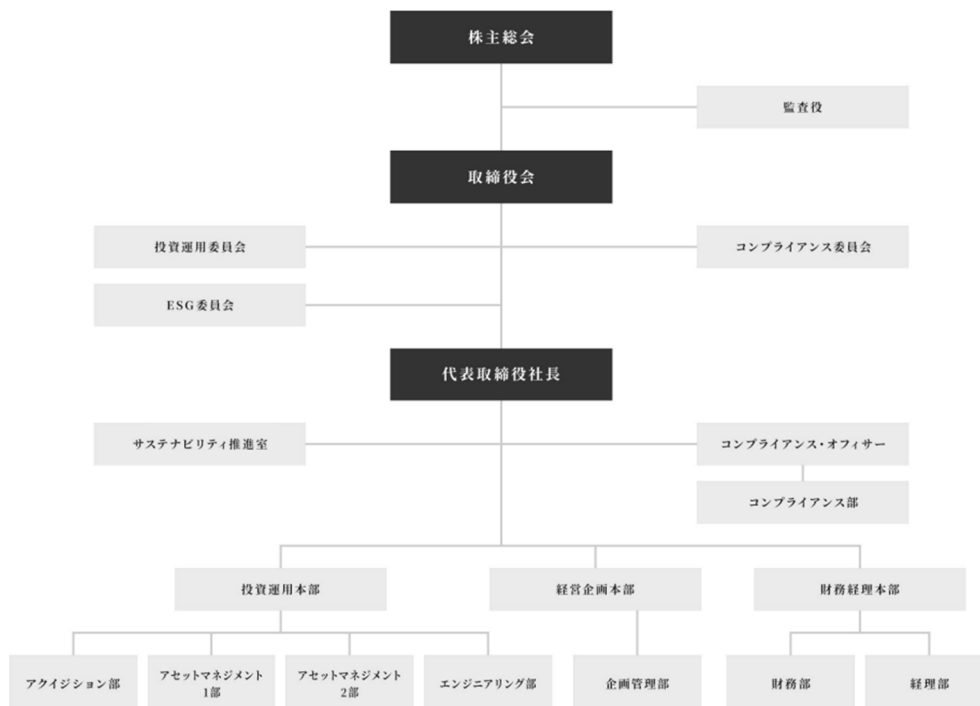 株主総会
監査役
取締役会
投資運用委員会
コンプライアンス委員会
ESG委員会
代表取締役社長
サステナビリティ推進室
コンプライアンス・オフィサー
コンプライアンス部
投資運用本部
経営企画本部
財務経理本部
アクイジション部
アセットマネジメント
1部
アセットマネジメント
2部
エンジニアリング部
企画管理部
財務部
経理部